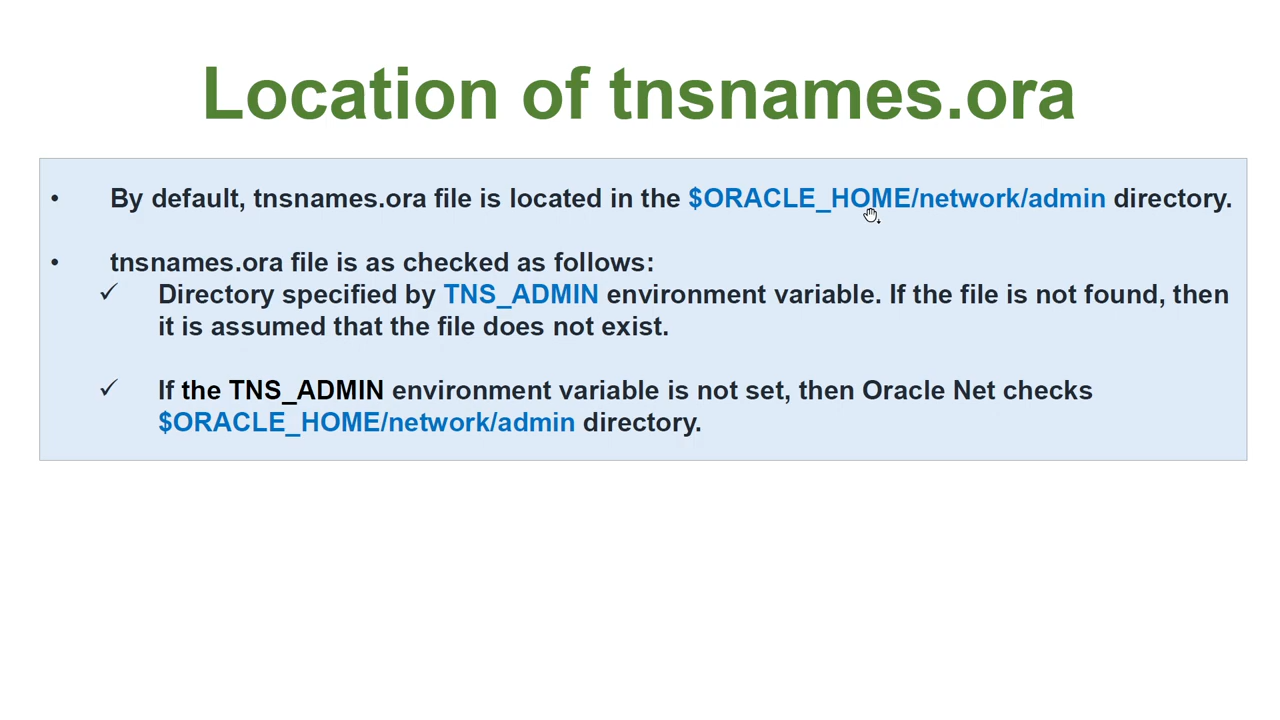 Location of tnsnames.ora
• By default, tnsnames.ora file is located in the $ORACLE_HOME/network/admin directory.
• tnsnames.ora file is as checked as follows:
✓ Directory specified by TNS_ADMIN environment variable. If the file is not found, then
it is assumed that the file does not exist.
✓ If the TNS_ADMIN environment variable is not set, then Oracle Net checks
$ORACLE_HOME/network/admin directory.